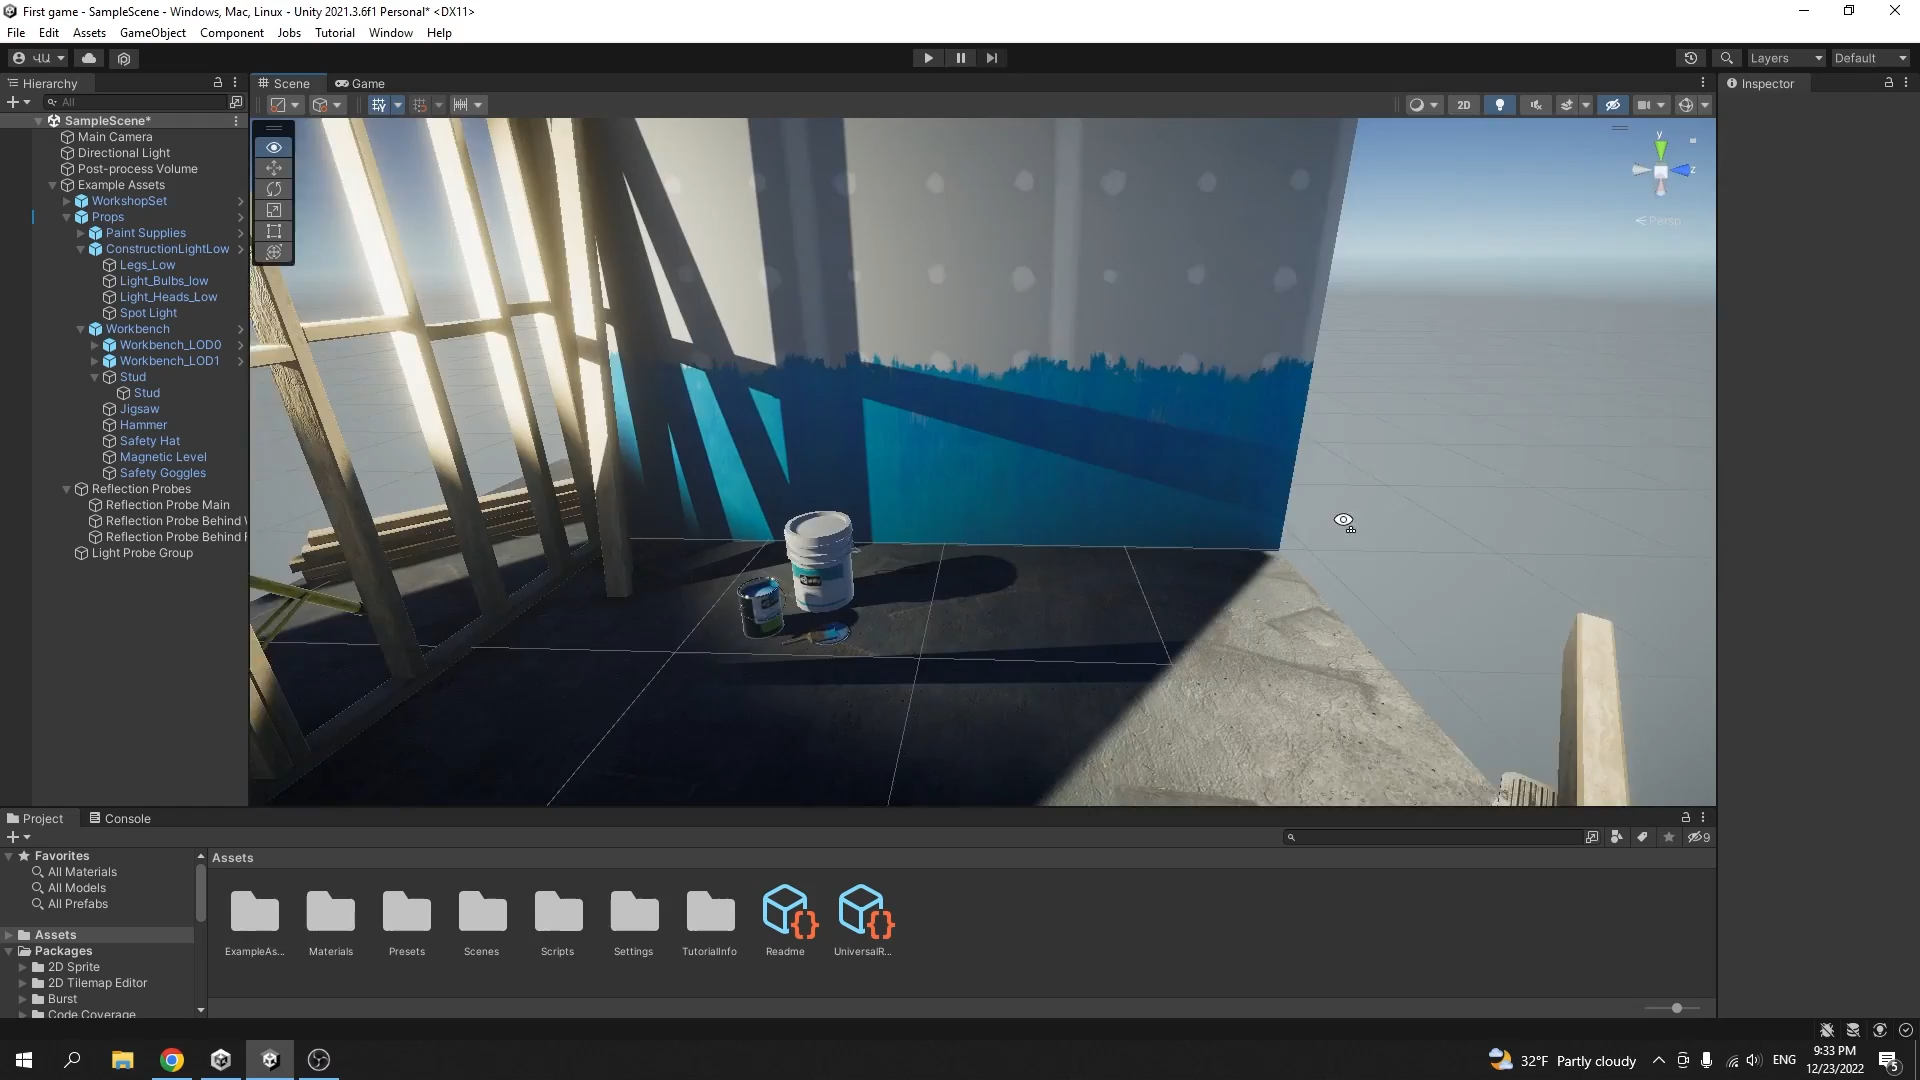 First game - SampleScene - Windows, Mac, Linux - Unity 2021.3.6f1 Personal* <DX11>
File Edit Assets GameObject Component Jobs Tutorial Window Help
ԿԱ
Layers
Default
Hierarchy
Scene
Game
Inspector
All
2D
SampleScene*
Main Camera
Directional Light
Post-process Volume
Example Assets
WorkshopSet
Props
Paint Supplies
ConstructionLightLow
Legs_Low
Light_Bulbs_low
Light_Heads_Low
Spot Light
Workbench
Workbench_LOD0
Workbench_LOD1
Stud
Stud
Jigsaw
Hammer
Safety Hat
Magnetic Level
Safety Goggles
Reflection Probes
Reflection Probe Main
Reflection Probe Behind
Reflection Probe Behind
Light Probe Group
y
z
Persp
Project
Console
9
Favorites
All Materials
All Models
All Prefabs
Assets
Packages
2D Sprite
2D Tilemap Editor
Burst
Code Coverage
Assets
ExampleAs...
Materials
Presets
Scenes
Scripts
Settings
TutorialInfo
Readme
UniversalR...
32°F Partly cloudy
ENG
9:33 PM
12/23/2022
5